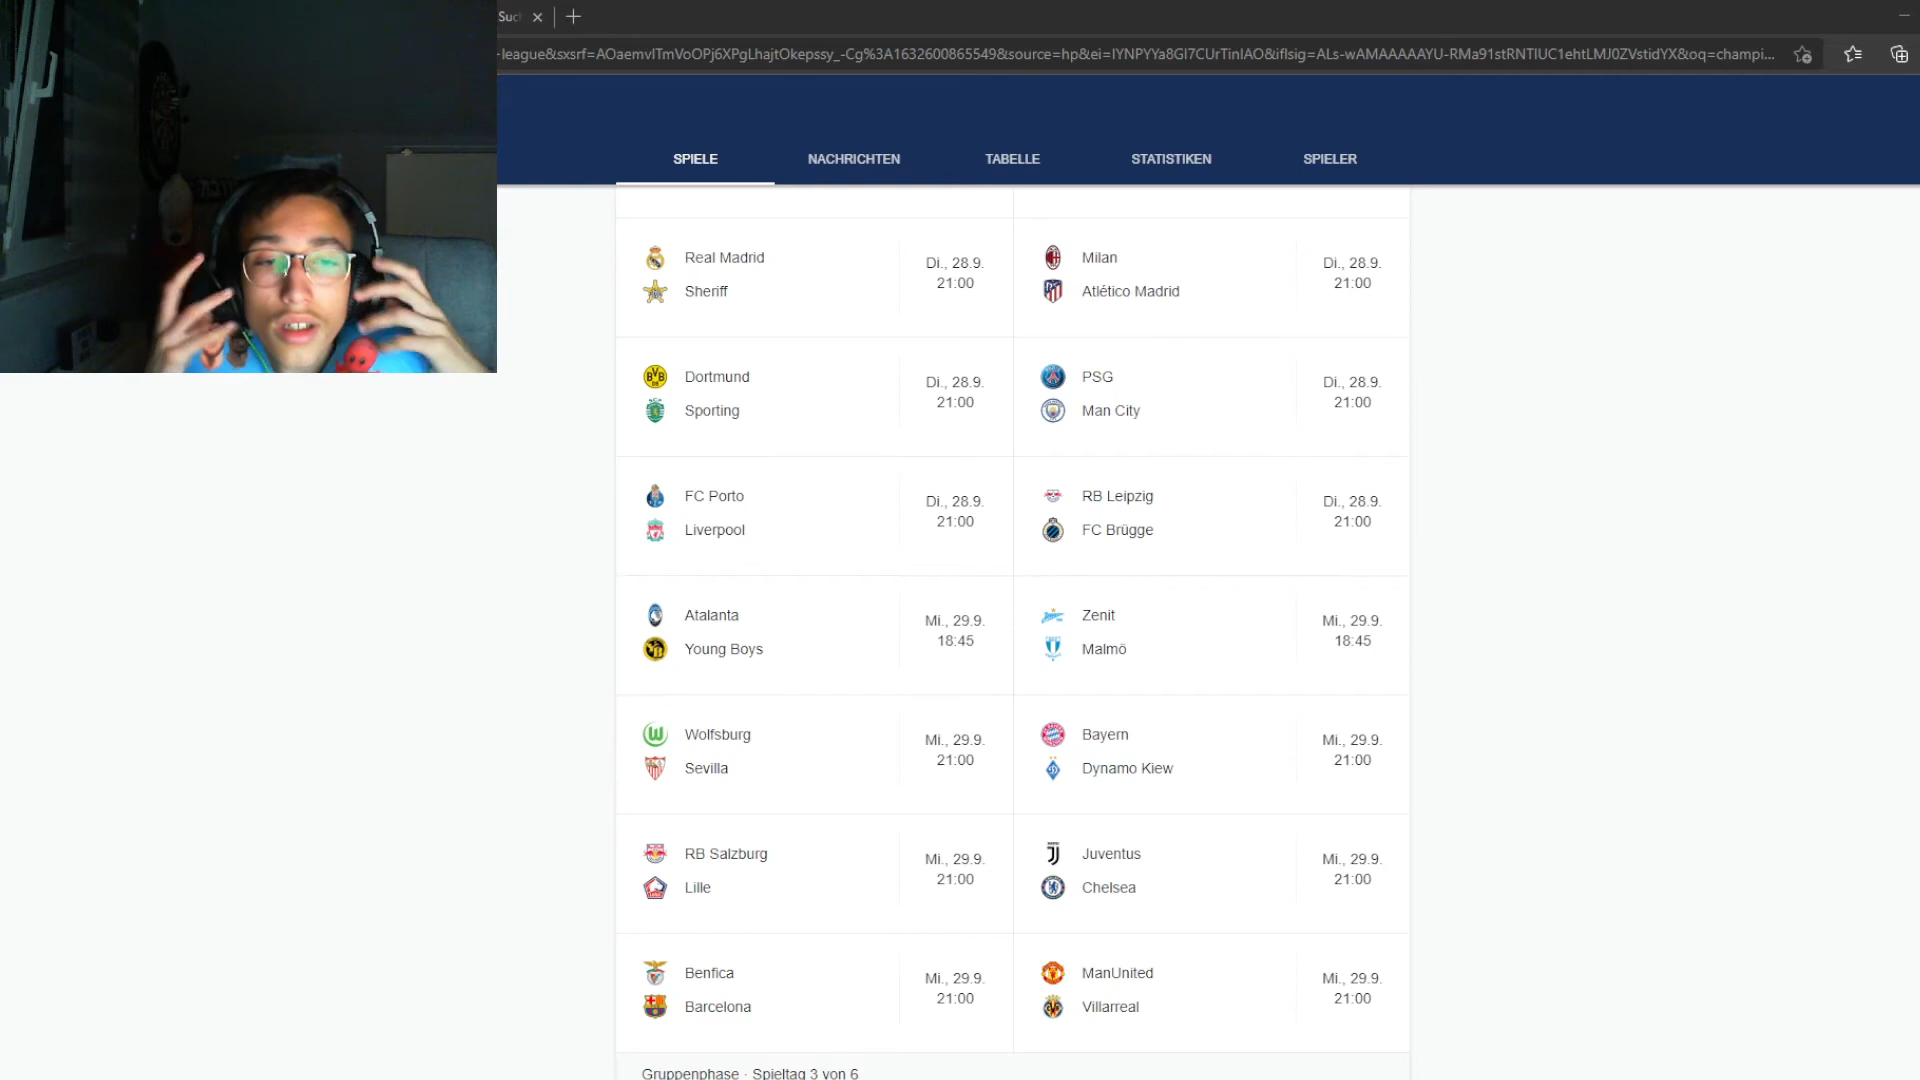 Suc
-league&sxsrf=AOaemvITmVoOPj6XPgLhajtOkepssy_-Cg%3A1632600865549&source=hp&ei=IYNPYYa8GI7CUrTinIAO&iflsig=ALs-wAMAAAAAYU-RMa91stRNTlUC1ehtLMJ0ZVstidYX&oq=champi...
SPIELE NACHRICHTEN TABELLE STATISTIKEN SPIELER
Real Madrid
Sheriff
Di., 28.9.
21:00
Milan
Atlético Madrid
Di., 28.9.
21:00
Dortmund
Sporting
Di., 28.9.
21:00
PSG
Man City
Di., 28.9.
21:00
FC Porto
Liverpool
Di., 28.9.
21:00
RB Leipzig
FC Brügge
Di., 28.9.
21:00
Atalanta
Young Boys
Mi., 29.9.
18:45
Zenit
Malmö
Mi., 29.9.
18:45
Wolfsburg
Sevilla
Mi., 29.9.
21:00
Bayern
Dynamo Kiew
Mi., 29.9.
21:00
RB Salzburg
Lille
Mi., 29.9.
21:00
Juventus
Chelsea
Mi., 29.9.
21:00
Benfica
Barcelona
Mi., 29.9.
21:00
ManUnited
Villarreal
Mi., 29.9.
21:00
Gruppenphase · Spieltag 3 von 6